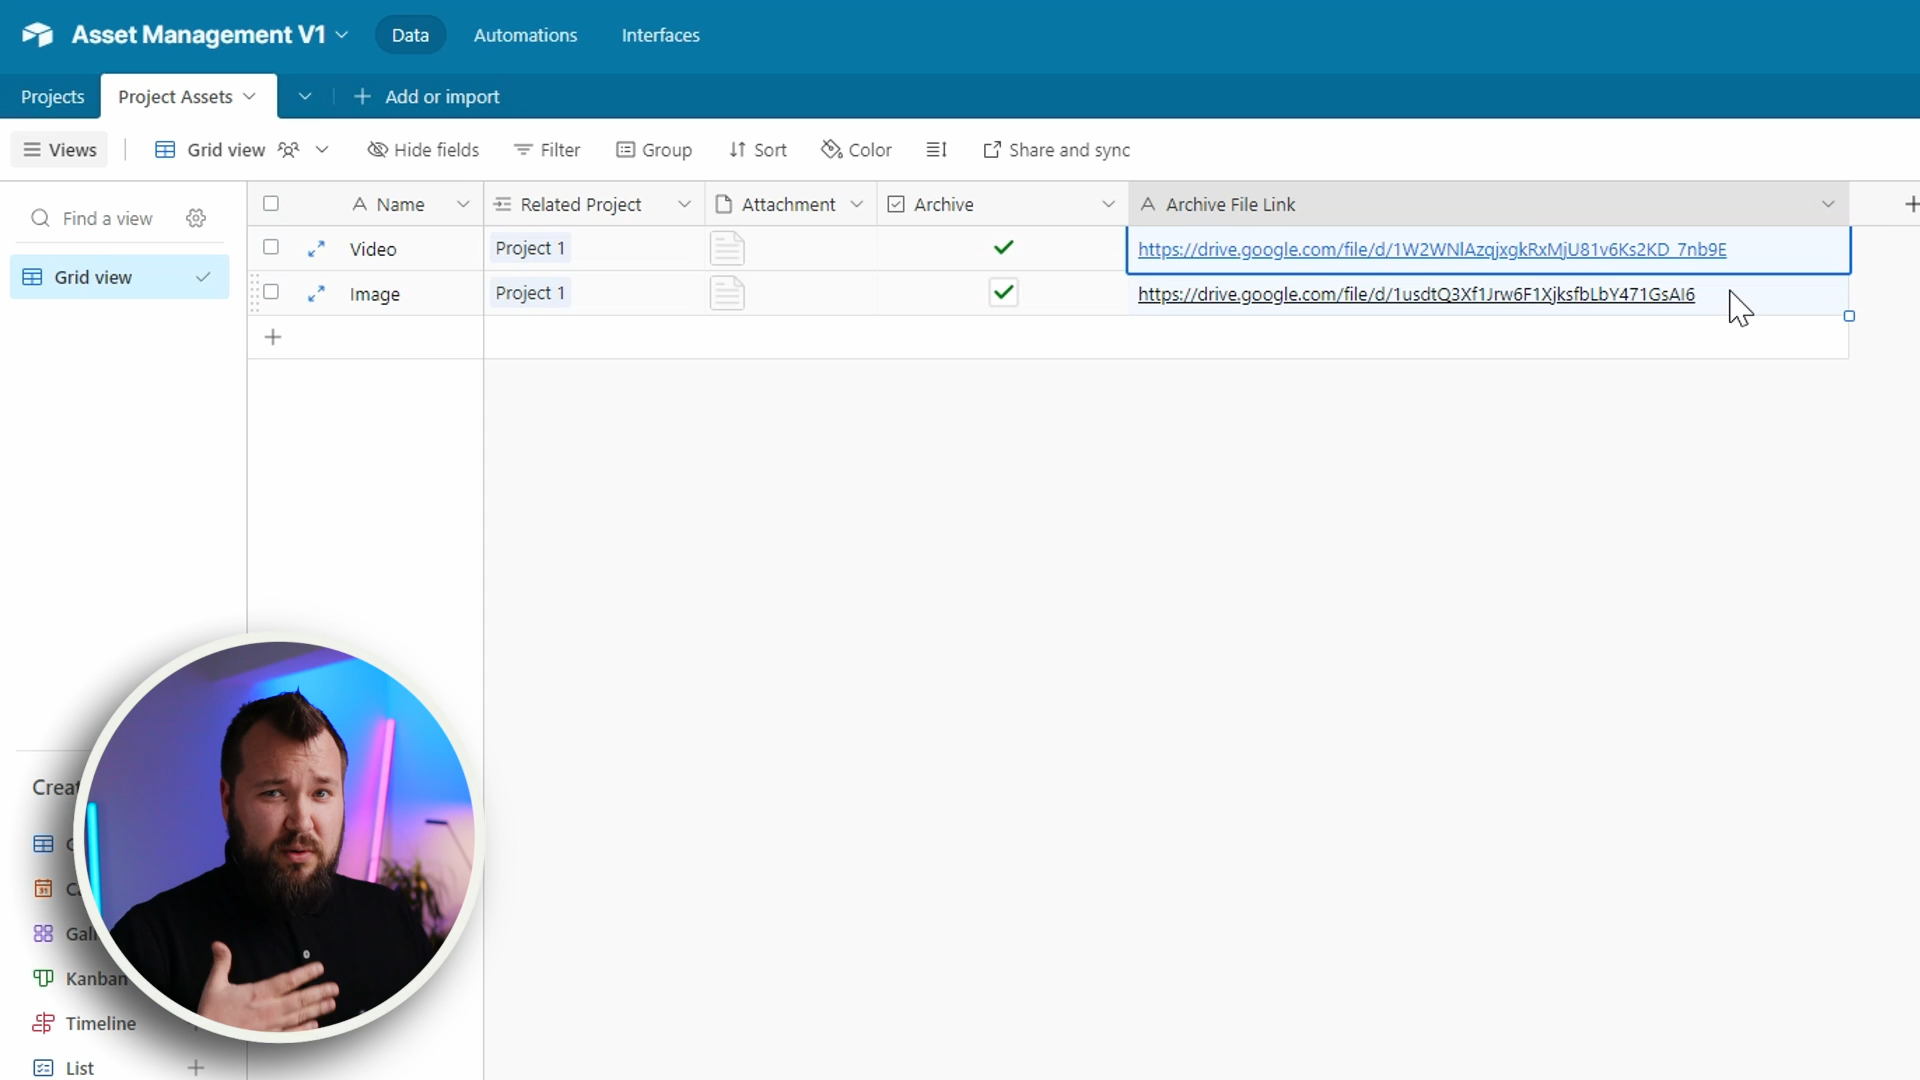 Asset Management V1 Data Automations Interfaces
Projects Project Assets Add or import
Views Grid view Hide fields Filter Group Sort Color Share and sync
Find a view Name Related Project Attachment Archive Archive File Link
Video Project 1 https://drive.google.com/file/d/1W2WNlAzqjxgkRxMjU81v6Ks2KD_7nb9E
Grid view
Image Project 1 https://drive.google.com/file/d/1usdtQ3Xf1Jrw6F1XjksfbLbY471GsAI6
Kanban
Timeline
List